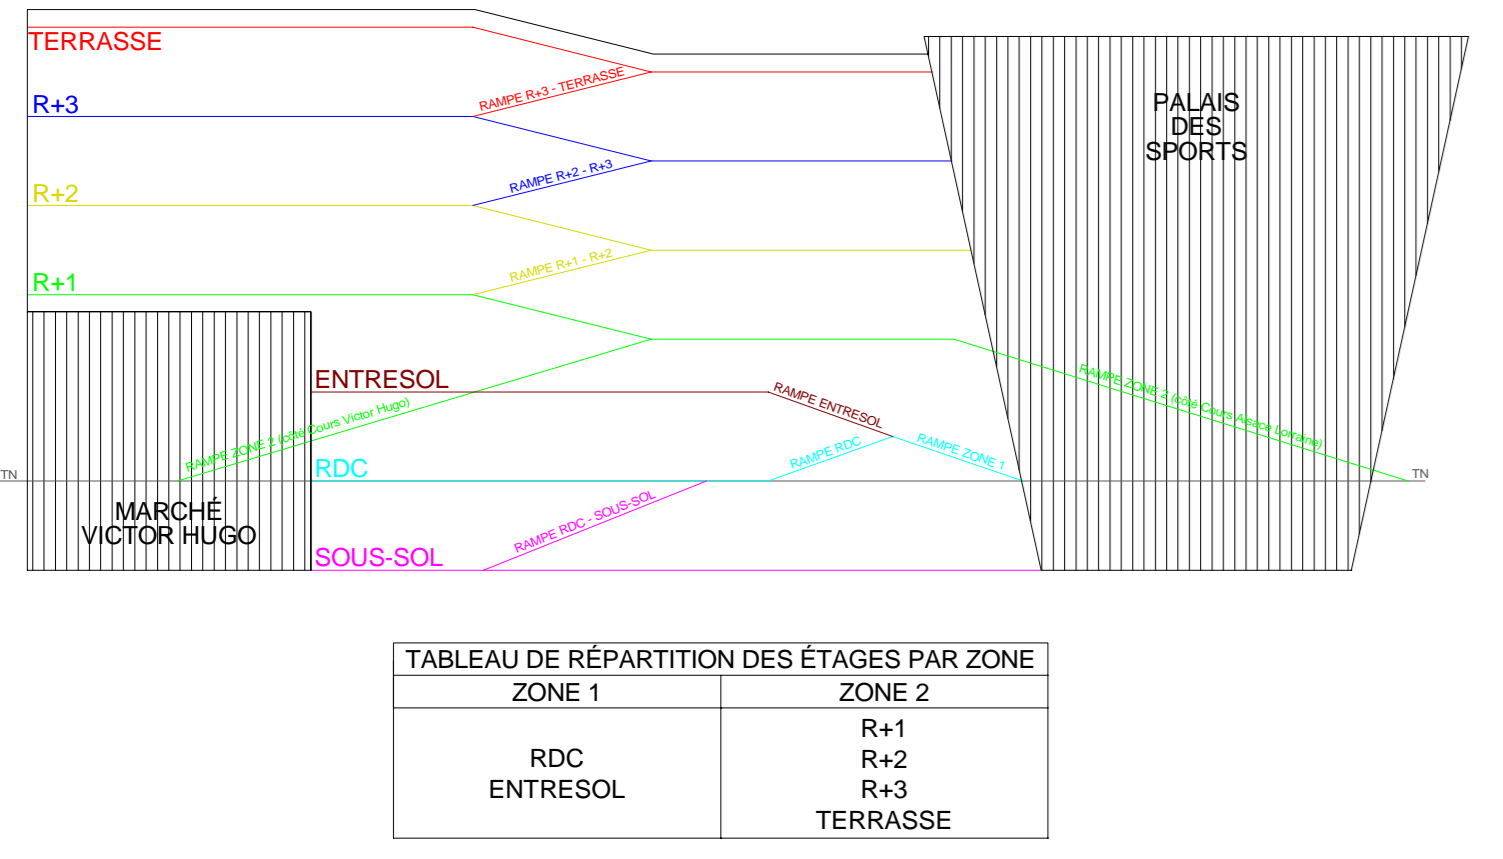 TERRASSE
RAMPE R+3 - TERRASSE
R+3
RAMPE R+2 - R+3
R+2
RAMPE R+1 - R+2
R+1
PALAIS
DES
SPORTS
ENTRESOL
RAMPE ENTRESOL
RAMPE ZONE 2 (côté Cours Victor Hugo)
RAMPE ZONE 2 (côté Cours Alsace Lorraine)
RDC
RAMPE RDC
RAMPE ZONE 1
TN
TN
MARCHÉ
VICTOR HUGO
RAMPE RDC - SOUS-SOL
SOUS-SOL
TABLEAU DE RÉPARTITION DES ÉTAGES PAR ZONE
ZONE 1
ZONE 2
RDC
ENTRESOL
R+1
R+2
R+3
TERRASSE